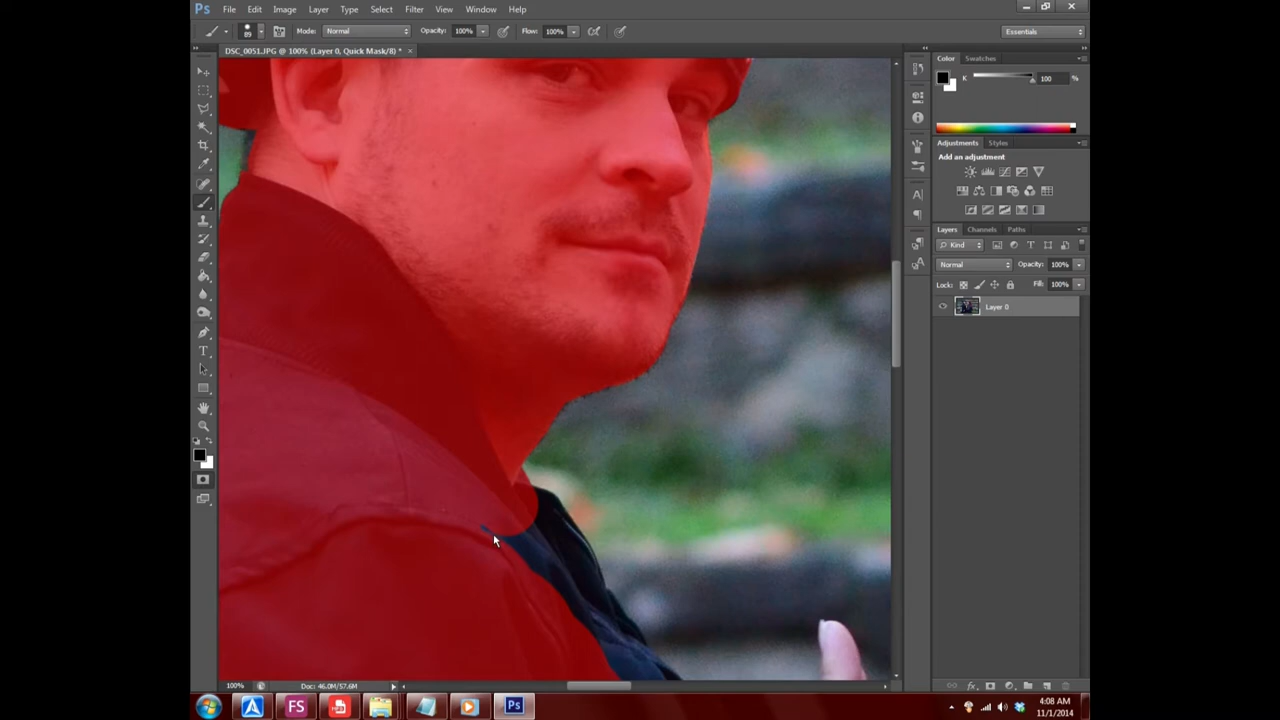 Ps File Edit Image Layer Type Select Filter View Window Help
89 Mode: Normal Opacity: 100% Flow: 100% Essentials
DSC_0051.JPG @ 100% (Layer 0, Quick Mask/8) * ×
Color Swatches
K 100 %
Adjustments Styles
Add an adjustment
Layers Channels Paths
Kind
Normal Opacity: 100%
Lock: Fill: 100%
Layer 0
100% Doc: 46.0M/57.6M
FS Ps 4:08 AM
11/1/2014